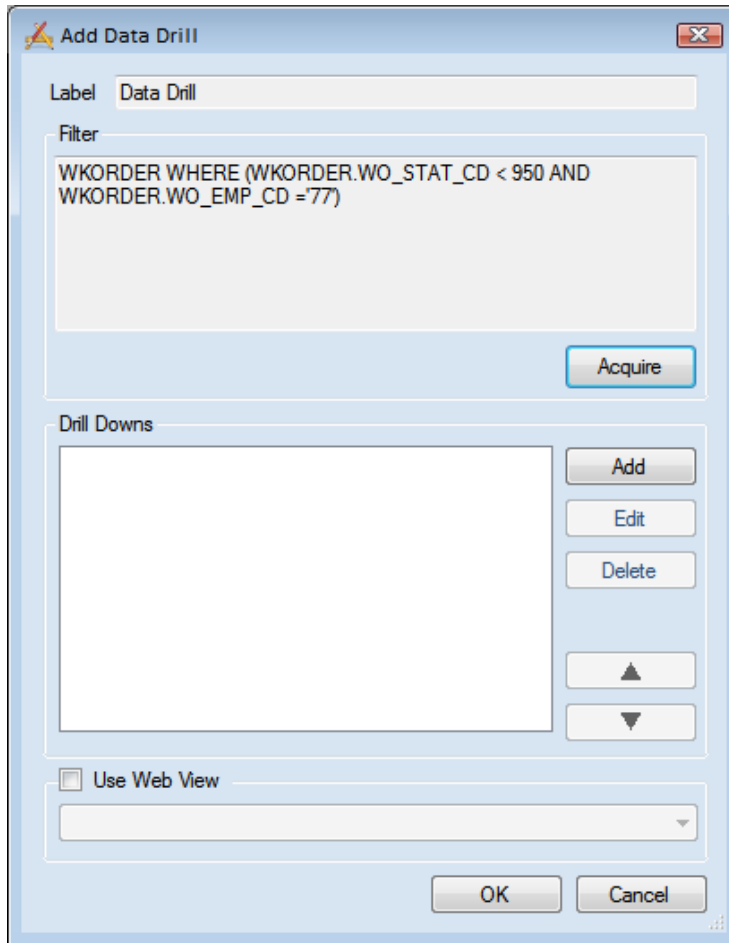 Add Data Drill
Label Data Drill
Filter
WKORDER WHERE (WKORDER.WO_STAT_CD < 950 AND
WKORDER.WO_EMP_CD ='77')
Acquire
Drill Downs
Add
Edit
Delete
Use Web View
OK Cancel